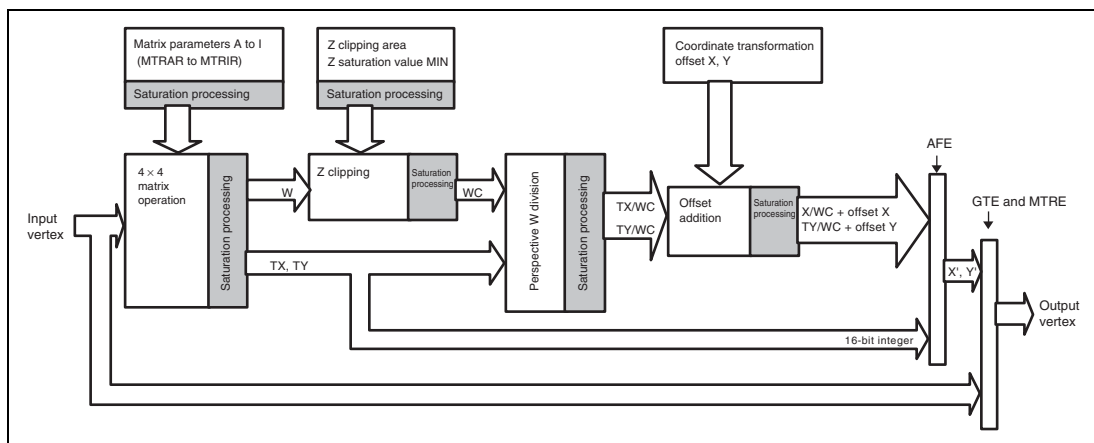 Matrix parameters A to I
(MTRAR to MTRIR)
Saturation processing
Z clipping area
Z saturation value MIN
Saturation processing
Coordinate transformation
offset X, Y
AFE
GTE and MTRE
Input
vertex
4 × 4
matrix
operation
Saturation processing
W
Z clipping
Saturation
processing
WC
TX, TY
Perspective W division
Saturation processing
TX/WC
TY/WC
Offset
addition
Saturation
processing
X/WC + offset X
TY/WC + offset Y
X', Y'
Output
vertex
16-bit integer